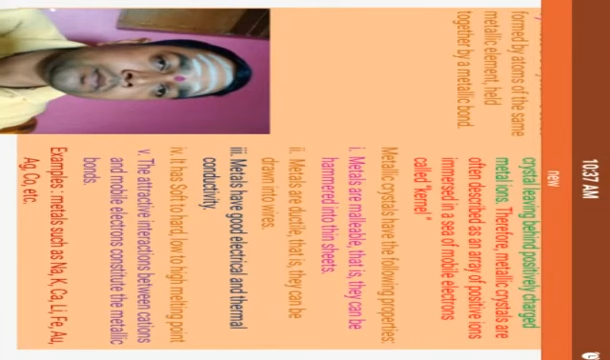 10:37 AM
new
formed by atoms of the same
metallic element, held
together by a metallic bond.
crystal leaving behind positively charged
metal ions. Therefore, metallic crystals are
often described as an array of positive ions
immersed in a sea of mobile electrons
called "kernel"
Metallic crystals have the following properties:
i. Metals are malleable, that is, they can be
hammered into thin sheets.
ii. Metals are ductile, that is, they can be
drawn into wires.
iii. Metals have good electrical and thermal
conductivity.
iv. It has Soft to hard, low to high melting point
v. The attractive interactions between cations
and mobile electrons constitute the metallic
bonds.
Examples : metals such as Na, K, Ca, Li, Fe, Au,
Ag, Co, etc.